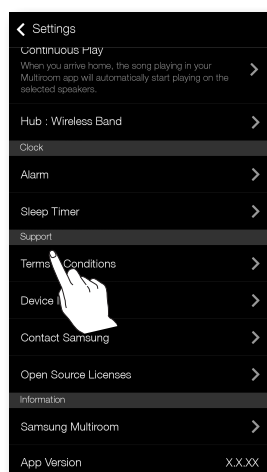 Settings
Continuous Play
When you arrive home, the song playing in your
Multiroom app will automatically start playing on the
selected speakers.
Hub : Wireless Band
Clock
Alarm
Sleep Timer
Support
Terms Conditions
Device
Contact Samsung
Open Source Licenses
Information
Samsung Multiroom
App Version X.X.XX